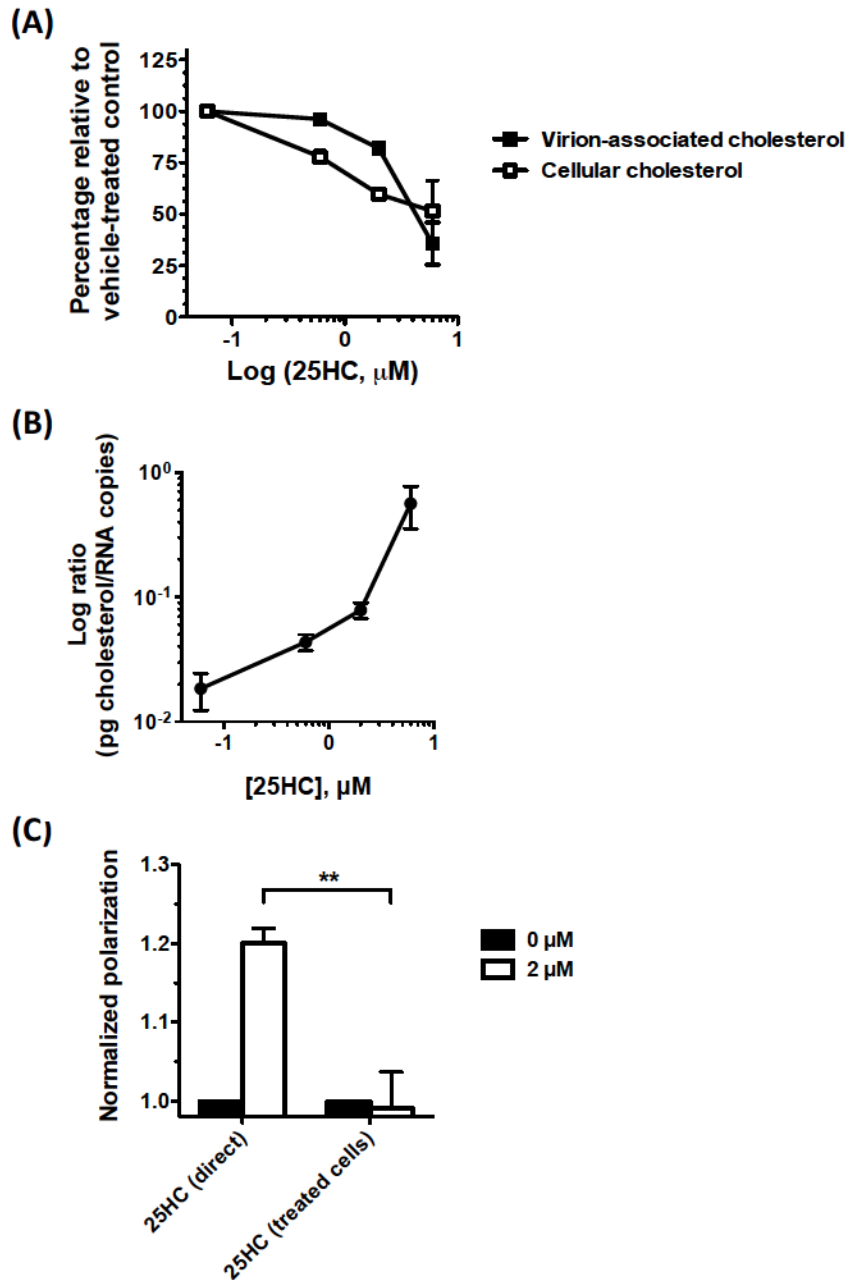 (A)
Percentage relative to
vehicle-treated control
125
100
75
50
25
0
-1 0 1
Log (25HC, μM)
Virion-associated cholesterol
Cellular cholesterol
(B)
Log ratio
(pg cholesterol/RNA copies)
10⁰
10⁻¹
10⁻²
-1 0 1
[25HC], μM
(C)
Normalized polarization
1.3
1.2
1.1
1.0
**
25HC (direct)
25HC (treated cells)
0 μM
2 μM